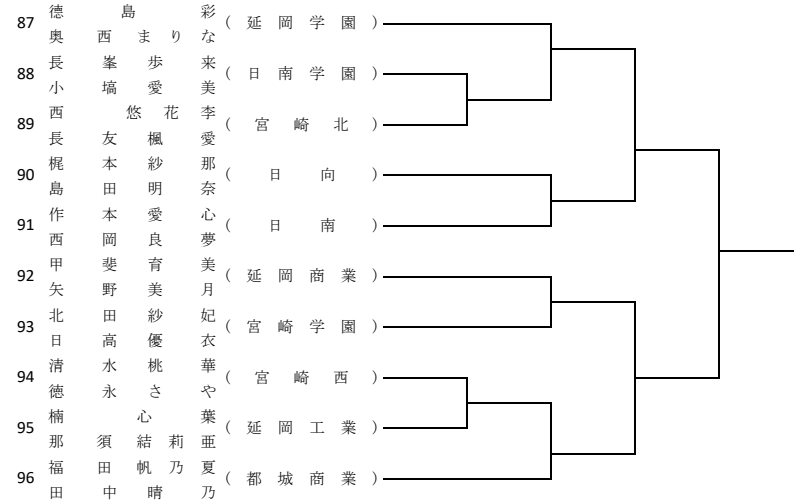 徳島彩
87 (延岡学園)
奥西まりな
長峯歩来
88 (日南学園)
小塙愛美
西悠花李
89 (宮崎北)
長友楓愛
梶本紗那
90 (日向)
島田明奈
作本愛心
91 (日南)
西岡良夢
甲斐育美
92 (延岡商業)
矢野美月
北田紗妃
93 (宮崎学園)
日高優衣
清水桃華
94 (宮崎西)
徳永さや
楠心葉
95 (延岡工業)
那須結莉亜
福田帆乃夏
96 (都城商業)
田中晴乃